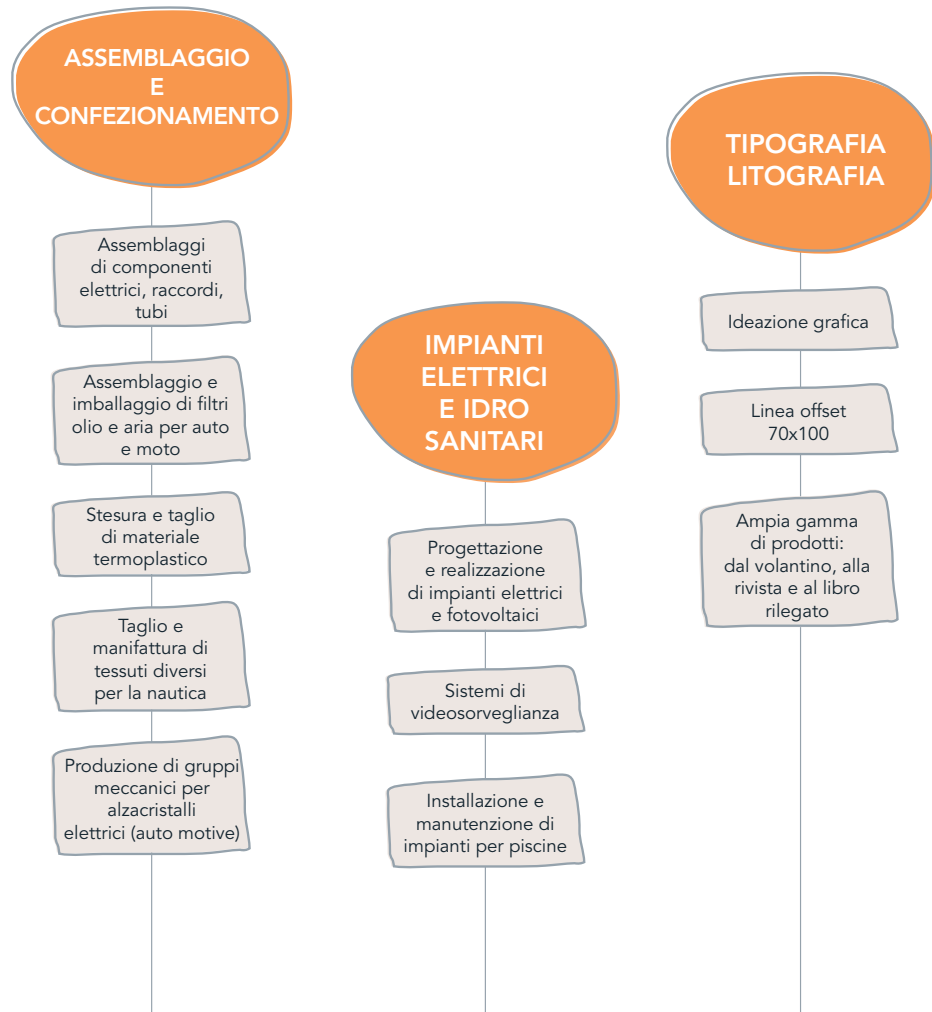 ASSEMBLAGGIO
E
CONFEZIONAMENTO
Assemblaggi
di componenti
elettrici, raccordi,
tubi
Assemblaggio e
imballaggio di filtri
olio e aria per auto
e moto
Stesura e taglio
di materiale
termoplastico
Taglio e
manifattura di
tessuti diversi
per la nautica
Produzione di gruppi
meccanici per
alzacristalli
elettrici (auto motive)
IMPIANTI
ELETTRICI
E IDRO
SANITARI
Progettazione
e realizzazione
di impianti elettrici
e fotovoltaici
Sistemi di
videosorveglianza
Installazione e
manutenzione di
impianti per piscine
TIPOGRAFIA
LITOGRAFIA
Ideazione grafica
Linea offset
70x100
Ampia gamma
di prodotti:
dal volantino, alla
rivista e al libro
rilegato